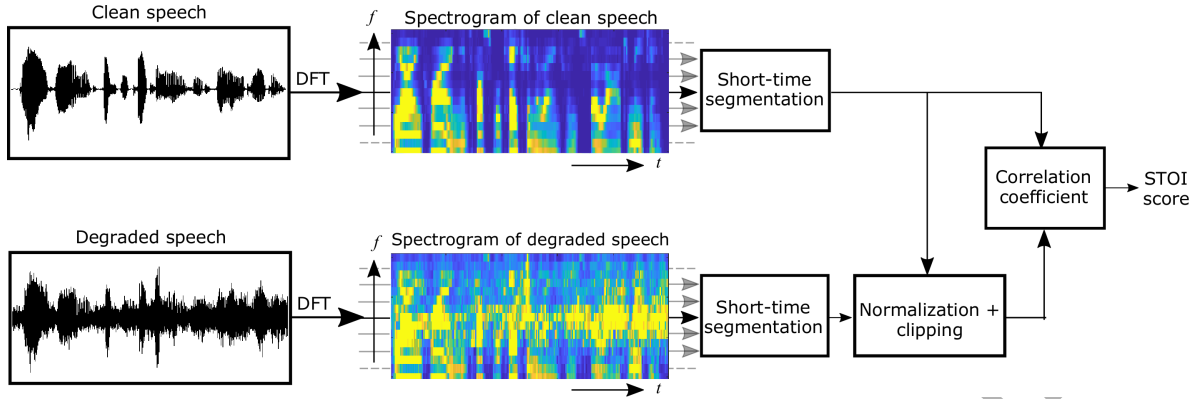 Clean speech
DFT
f
Spectrogram of clean speech
t
Short-time
segmentation
Correlation
coefficient
STOI
score
Degraded speech
DFT
f
Spectrogram of degraded speech
t
Short-time
segmentation
Normalization +
clipping